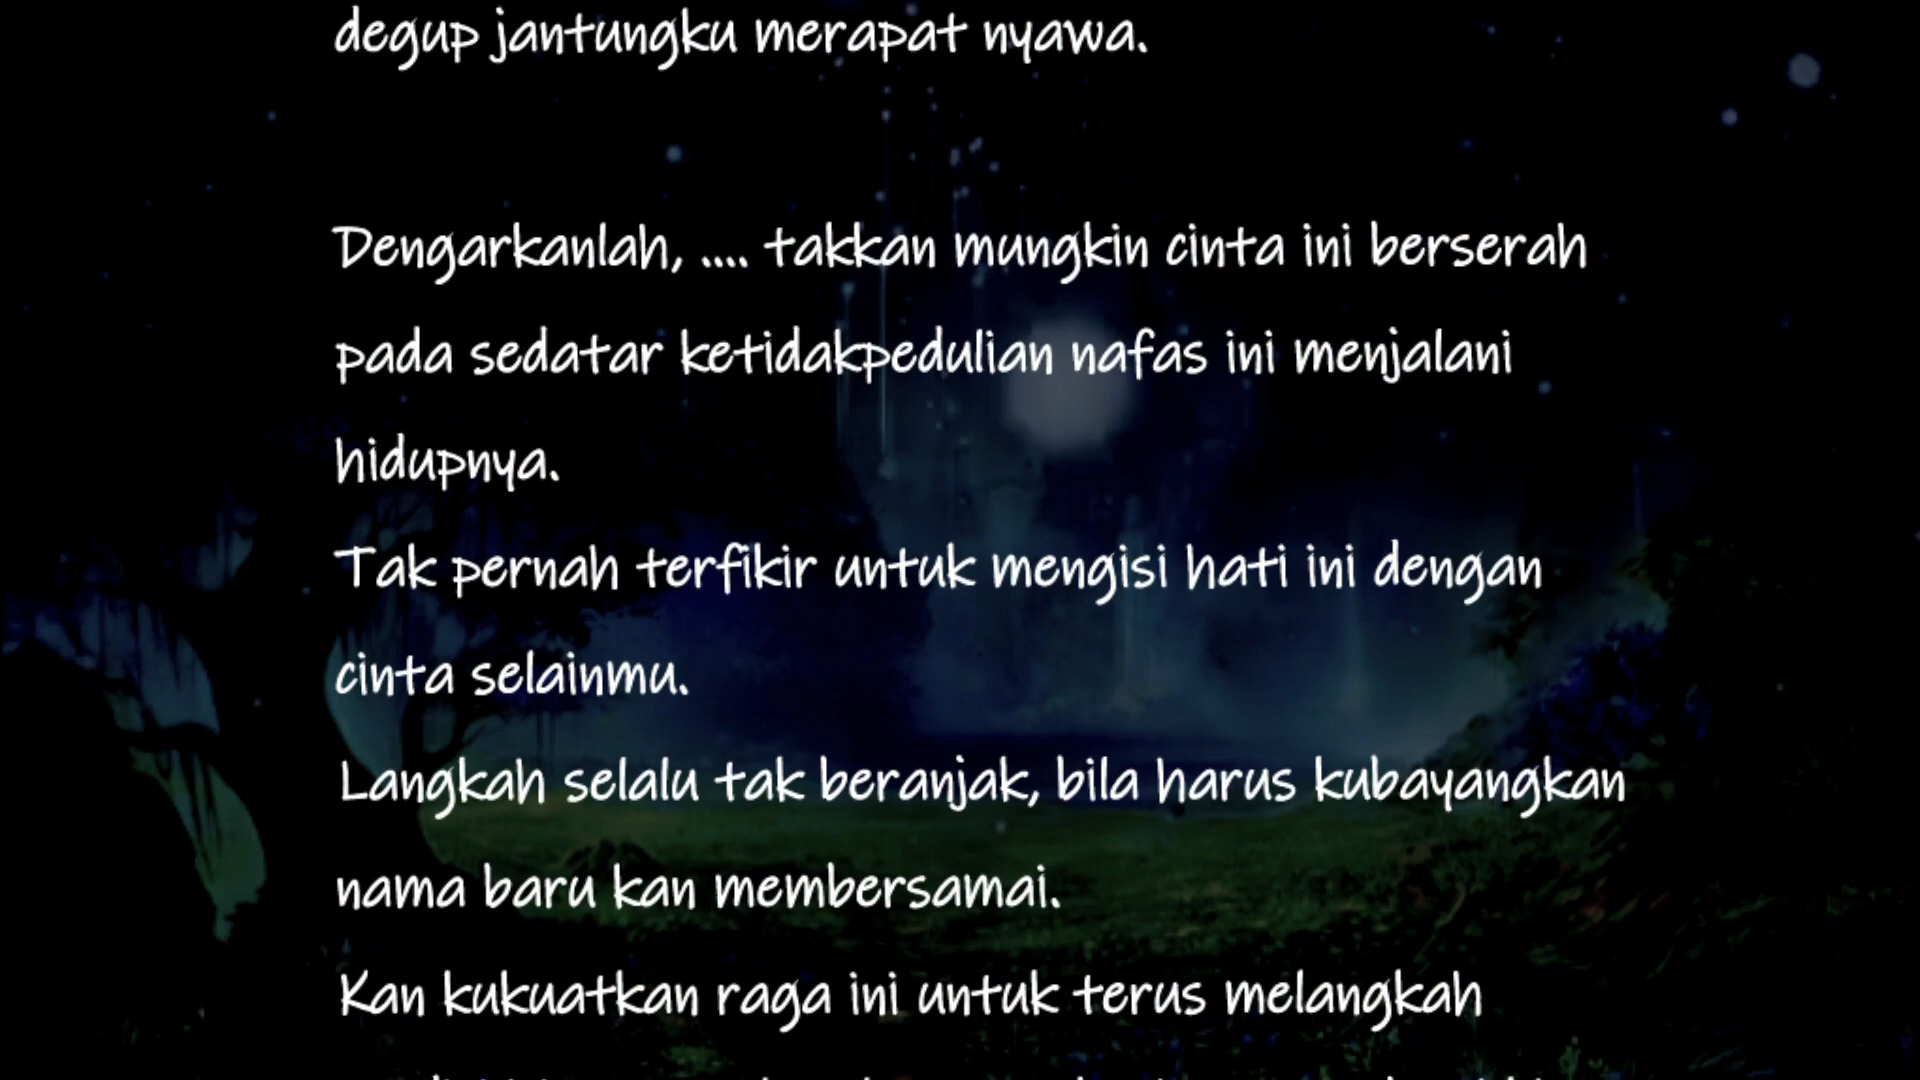 degup jantungku merapat nyawa.
Dengarkanlah, .... takkan mungkin cinta ini berserah
pada sedatar ketidakpedulian nafas ini menjalani
hidupnya.
Tak pernah terfikir untuk mengisi hati ini dengan
cinta selainmu.
Langkah selalu tak beranjak, bila harus kubayangkan
nama baru kan membersamai.
Kan kukuatkan raga ini untuk terus melangkah